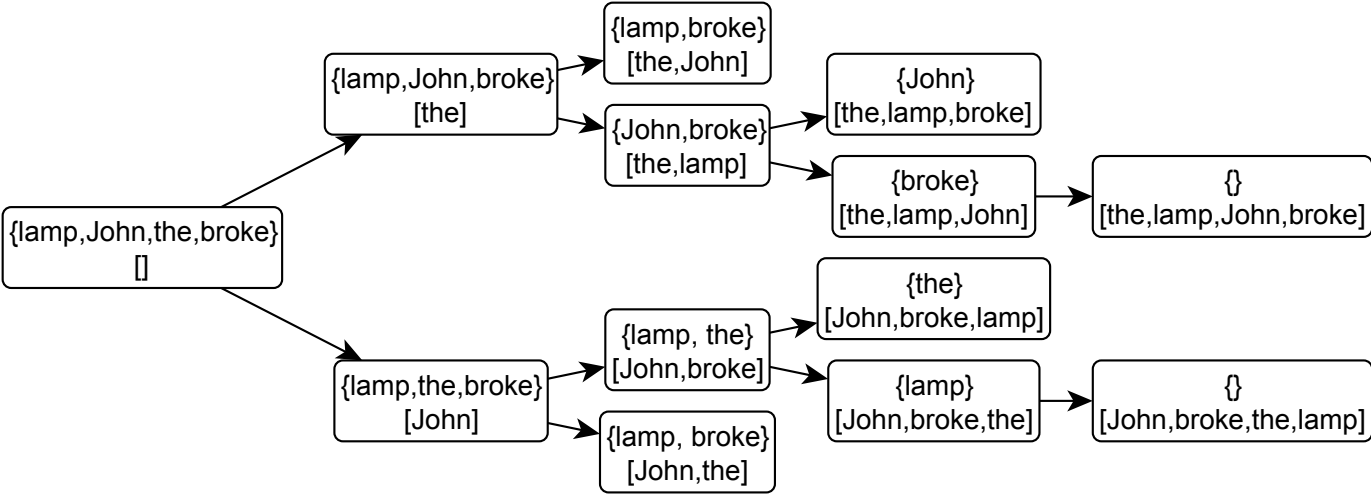 {lamp,broke}
[the,John]
{lamp,John,broke}
[the]
{John}
[the,lamp,broke]
{John,broke}
[the,lamp]
{broke}
[the,lamp,John]
{}
[the,lamp,John,broke]
{lamp,John,the,broke}
[]
{the}
[John,broke,lamp]
{lamp, the}
[John,broke]
{lamp,the,broke}
[John]
{lamp}
[John,broke,the]
{}
[John,broke,the,lamp]
{lamp, broke}
[John,the]